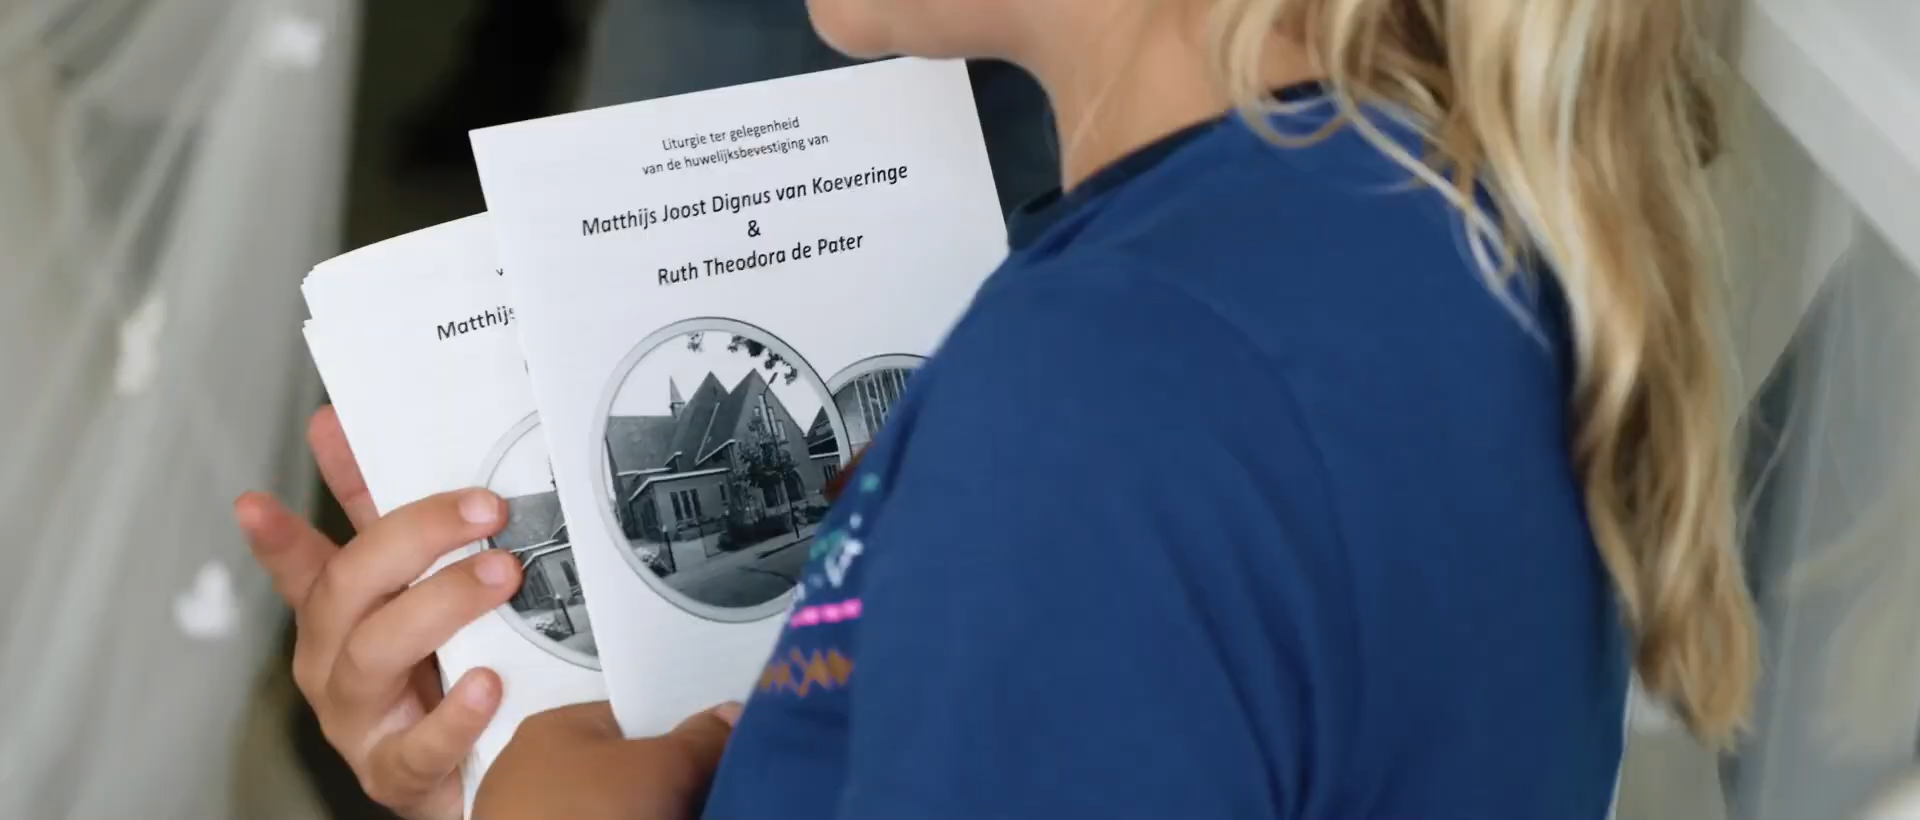 Liturgie ter gelegenheid
van de huwelijksbevestiging van
Matthijs Joost Dignus van Koeveringe
&
Ruth Theodora de Pater
Matthijs